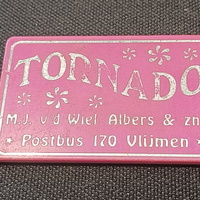 TORNADO
M.J. v d Wiel Albers & zn
* Postbus 170 Vlijmen *